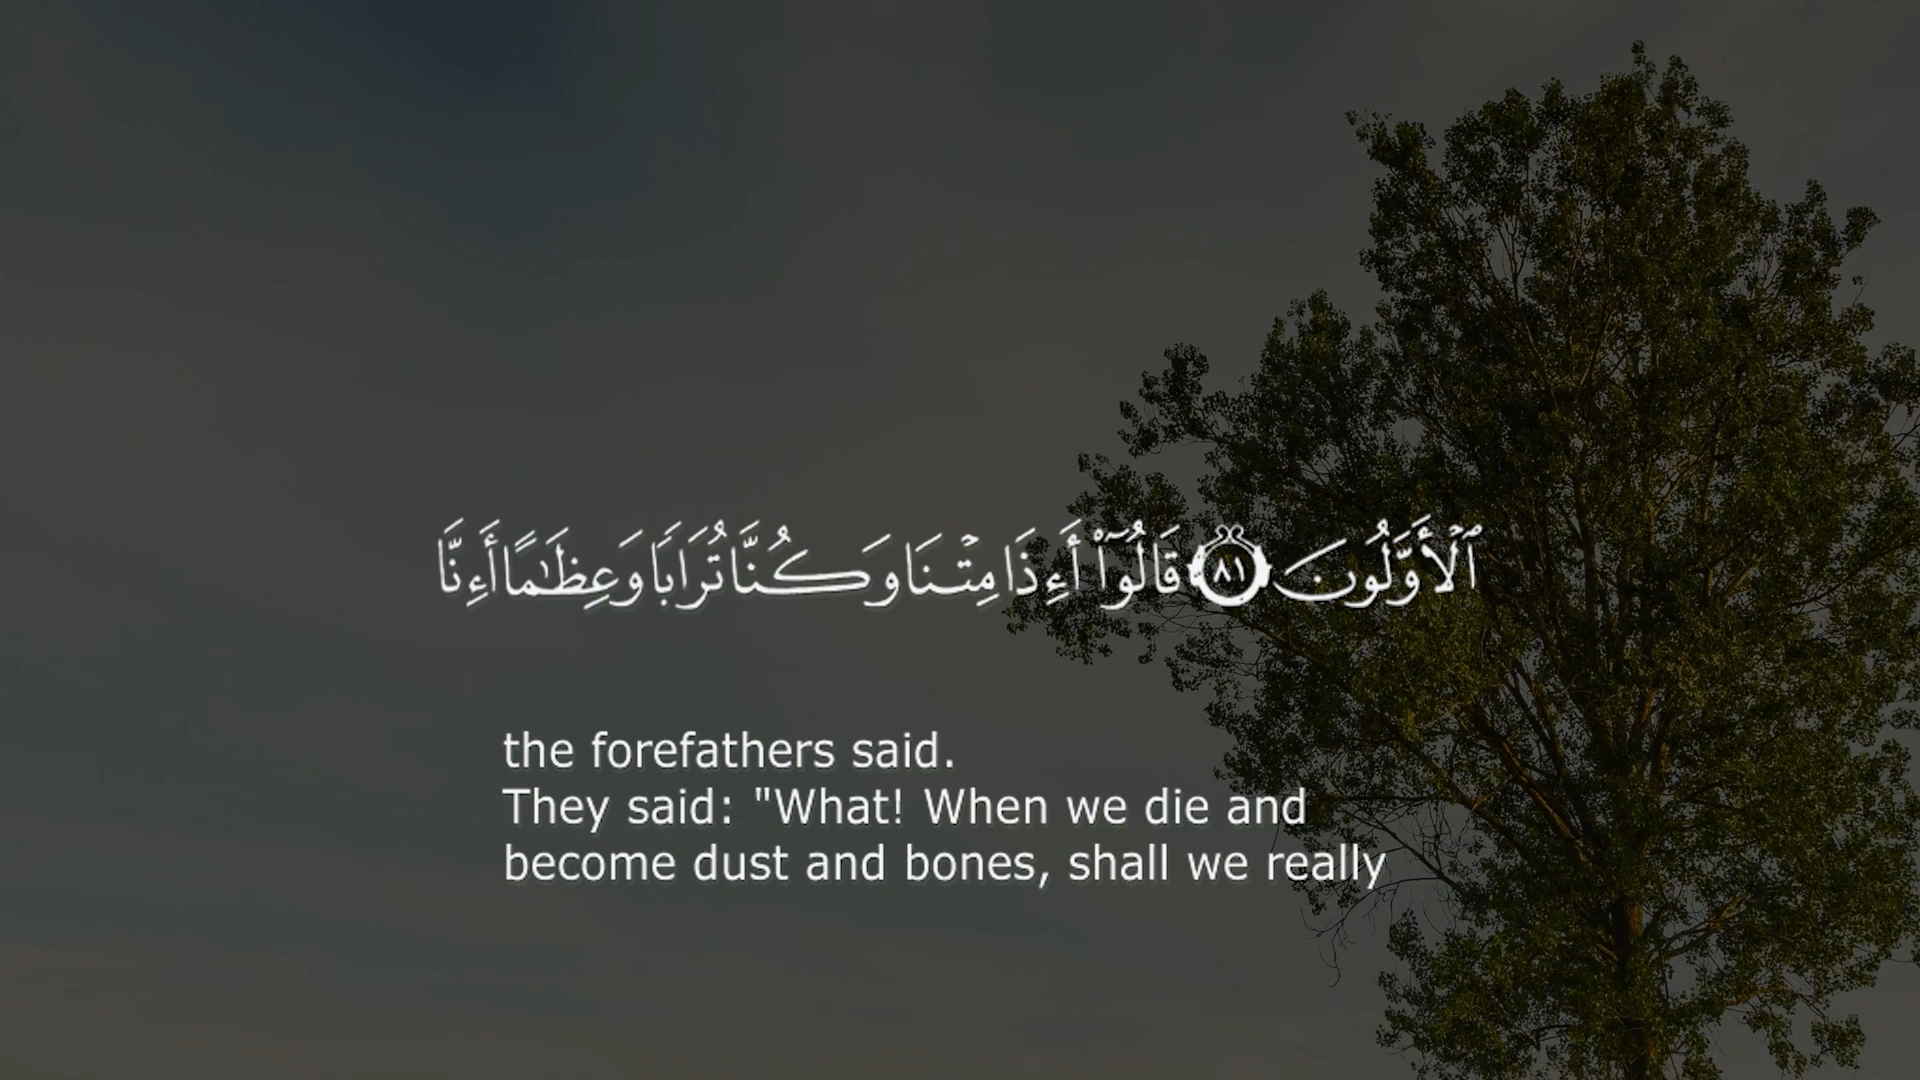 ٱلۡأَوَّلُونَ ٨١ قَالُوٓاْ أَءِذَا مِتۡنَا وَكُنَّا تُرَابٗا وَعِظَٰمًا أَءِنَّا
the forefathers said.
They said: "What! When we die and
become dust and bones, shall we really